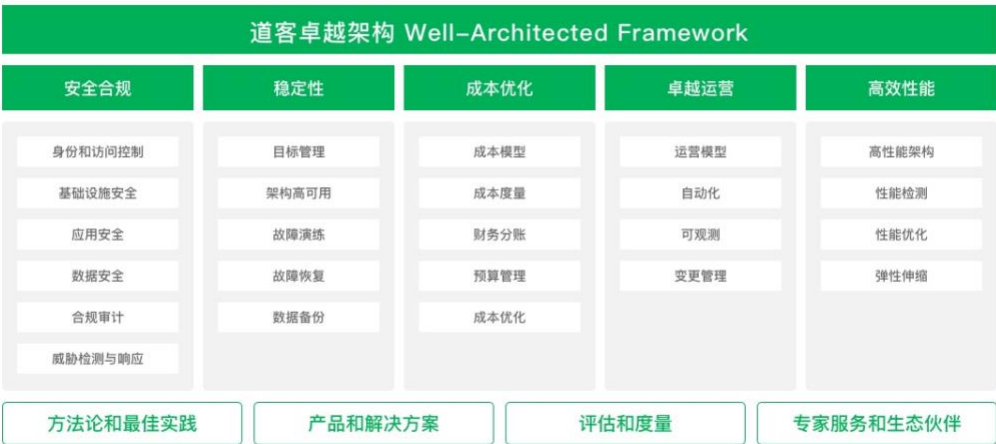 道客卓越架构 Well-Architected Framework
安全合规
身份和访问控制
基础设施安全
应用安全
数据安全
合规审计
威胁检测与响应
稳定性
目标管理
架构高可用
故障演练
故障恢复
数据备份
成本优化
成本模型
成本度量
财务分账
预算管理
成本优化
卓越运营
运营模型
自动化
可观测
变更管理
高效性能
高性能架构
性能检测
性能优化
弹性伸缩
方法论和最佳实践
产品和解决方案
评估和度量
专家服务和生态伙伴